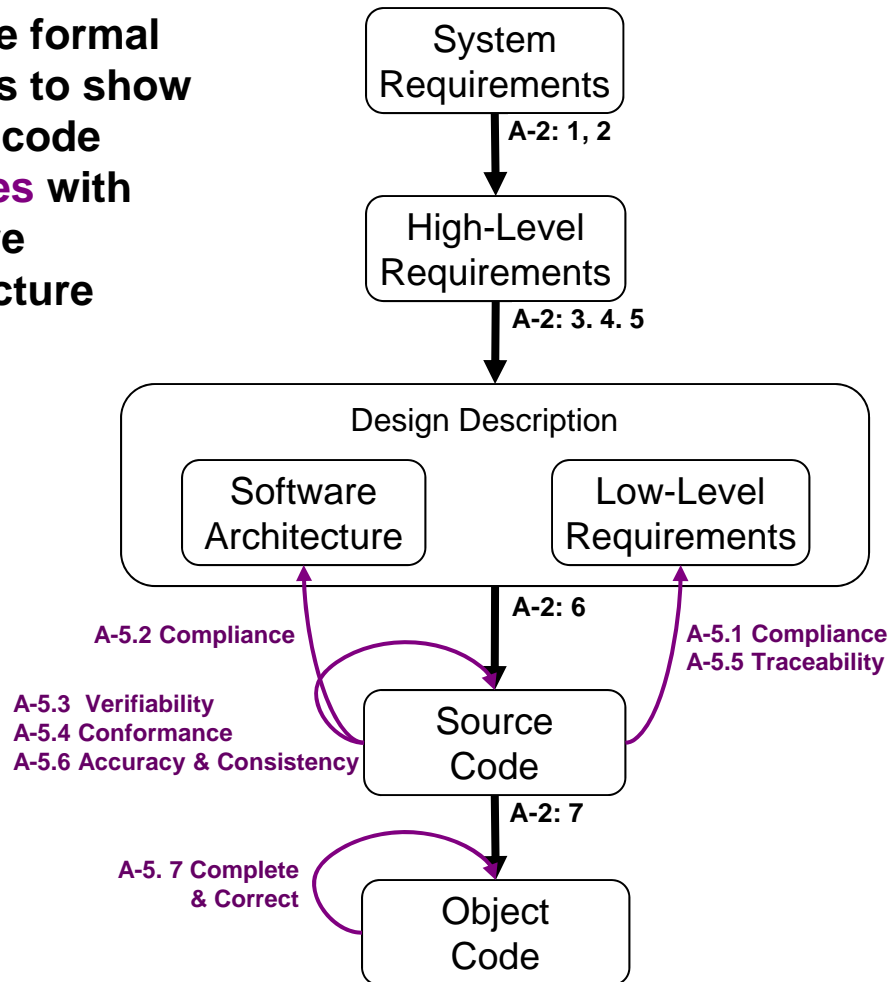 e formal
s to show
code
es with
e
cture
System
Requirements
A-2: 1, 2
High-Level
Requirements
A-2: 3. 4. 5
Design Description
Software
Architecture
Low-Level
Requirements
A-2: 6
A-5.2 Compliance
A-5.1 Compliance
A-5.5 Traceability
A-5.3 Verifiability
A-5.4 Conformance
A-5.6 Accuracy & Consistency
Source
Code
A-2: 7
A-5. 7 Complete
& Correct
Object
Code